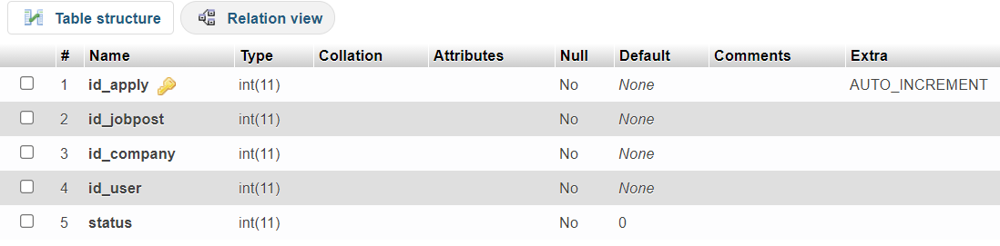 Table structure Relation view
# Name Type Collation Attributes Null Default Comments Extra
1 id_apply int(11) No None AUTO_INCREMENT
2 id_jobpost int(11) No None
3 id_company int(11) No None
4 id_user int(11) No None
5 status int(11) No 0